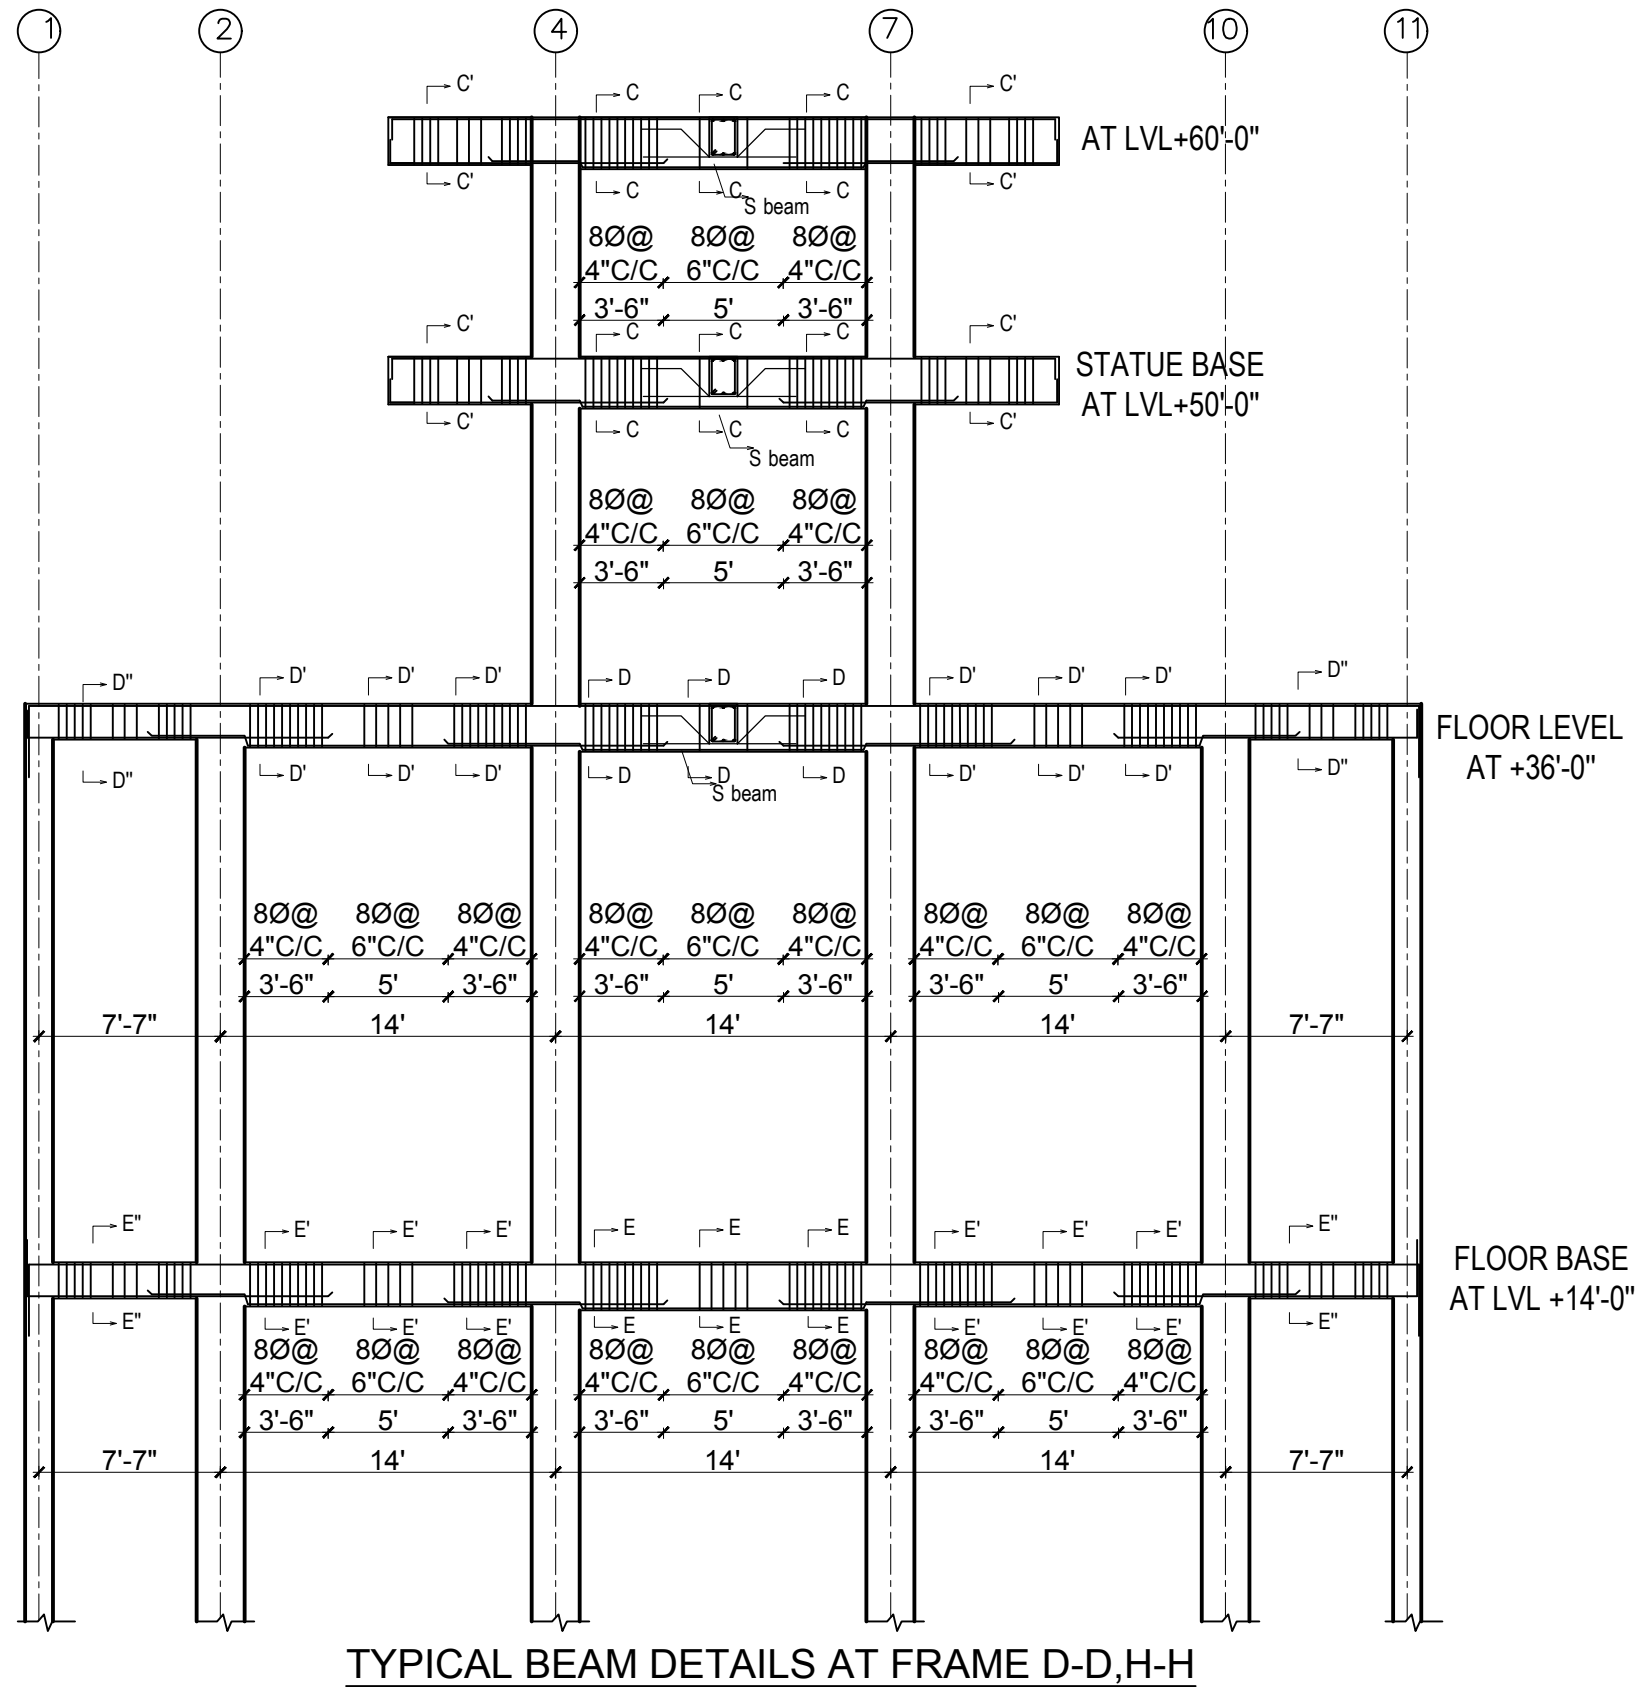 1 2 4 7 10 11
C' C C C C'
AT LVL+60'-0"
C' C C C C'
S beam
8Ø@ 8Ø@ 8Ø@
4"C/C 6"C/C 4"C/C
3'-6" 5' 3'-6"
C' C C C C'
STATUE BASE
AT LVL+50'-0"
C' C C C C'
S beam
8Ø@ 8Ø@ 8Ø@
4"C/C 6"C/C 4"C/C
3'-6" 5' 3'-6"
D" D' D' D' D D D D' D' D' D"
FLOOR LEVEL
AT +36'-0"
D" D' D' D' D D D D' D' D' D"
S beam
8Ø@ 8Ø@ 8Ø@ 8Ø@ 8Ø@ 8Ø@ 8Ø@ 8Ø@ 8Ø@
4"C/C 6"C/C 4"C/C 4"C/C 6"C/C 4"C/C 4"C/C 6"C/C 4"C/C
3'-6" 5' 3'-6" 3'-6" 5' 3'-6" 3'-6" 5' 3'-6"
7'-7" 14' 14' 14' 7'-7"
E" E' E' E' E E E E' E' E' E"
FLOOR BASE
AT LVL +14'-0"
E" E' E' E' E E E E' E' E' E"
8Ø@ 8Ø@ 8Ø@ 8Ø@ 8Ø@ 8Ø@ 8Ø@ 8Ø@ 8Ø@
4"C/C 6"C/C 4"C/C 4"C/C 6"C/C 4"C/C 4"C/C 6"C/C 4"C/C
3'-6" 5' 3'-6" 3'-6" 5' 3'-6" 3'-6" 5' 3'-6"
7'-7" 14' 14' 14' 7'-7"
TYPICAL BEAM DETAILS AT FRAME D-D,H-H